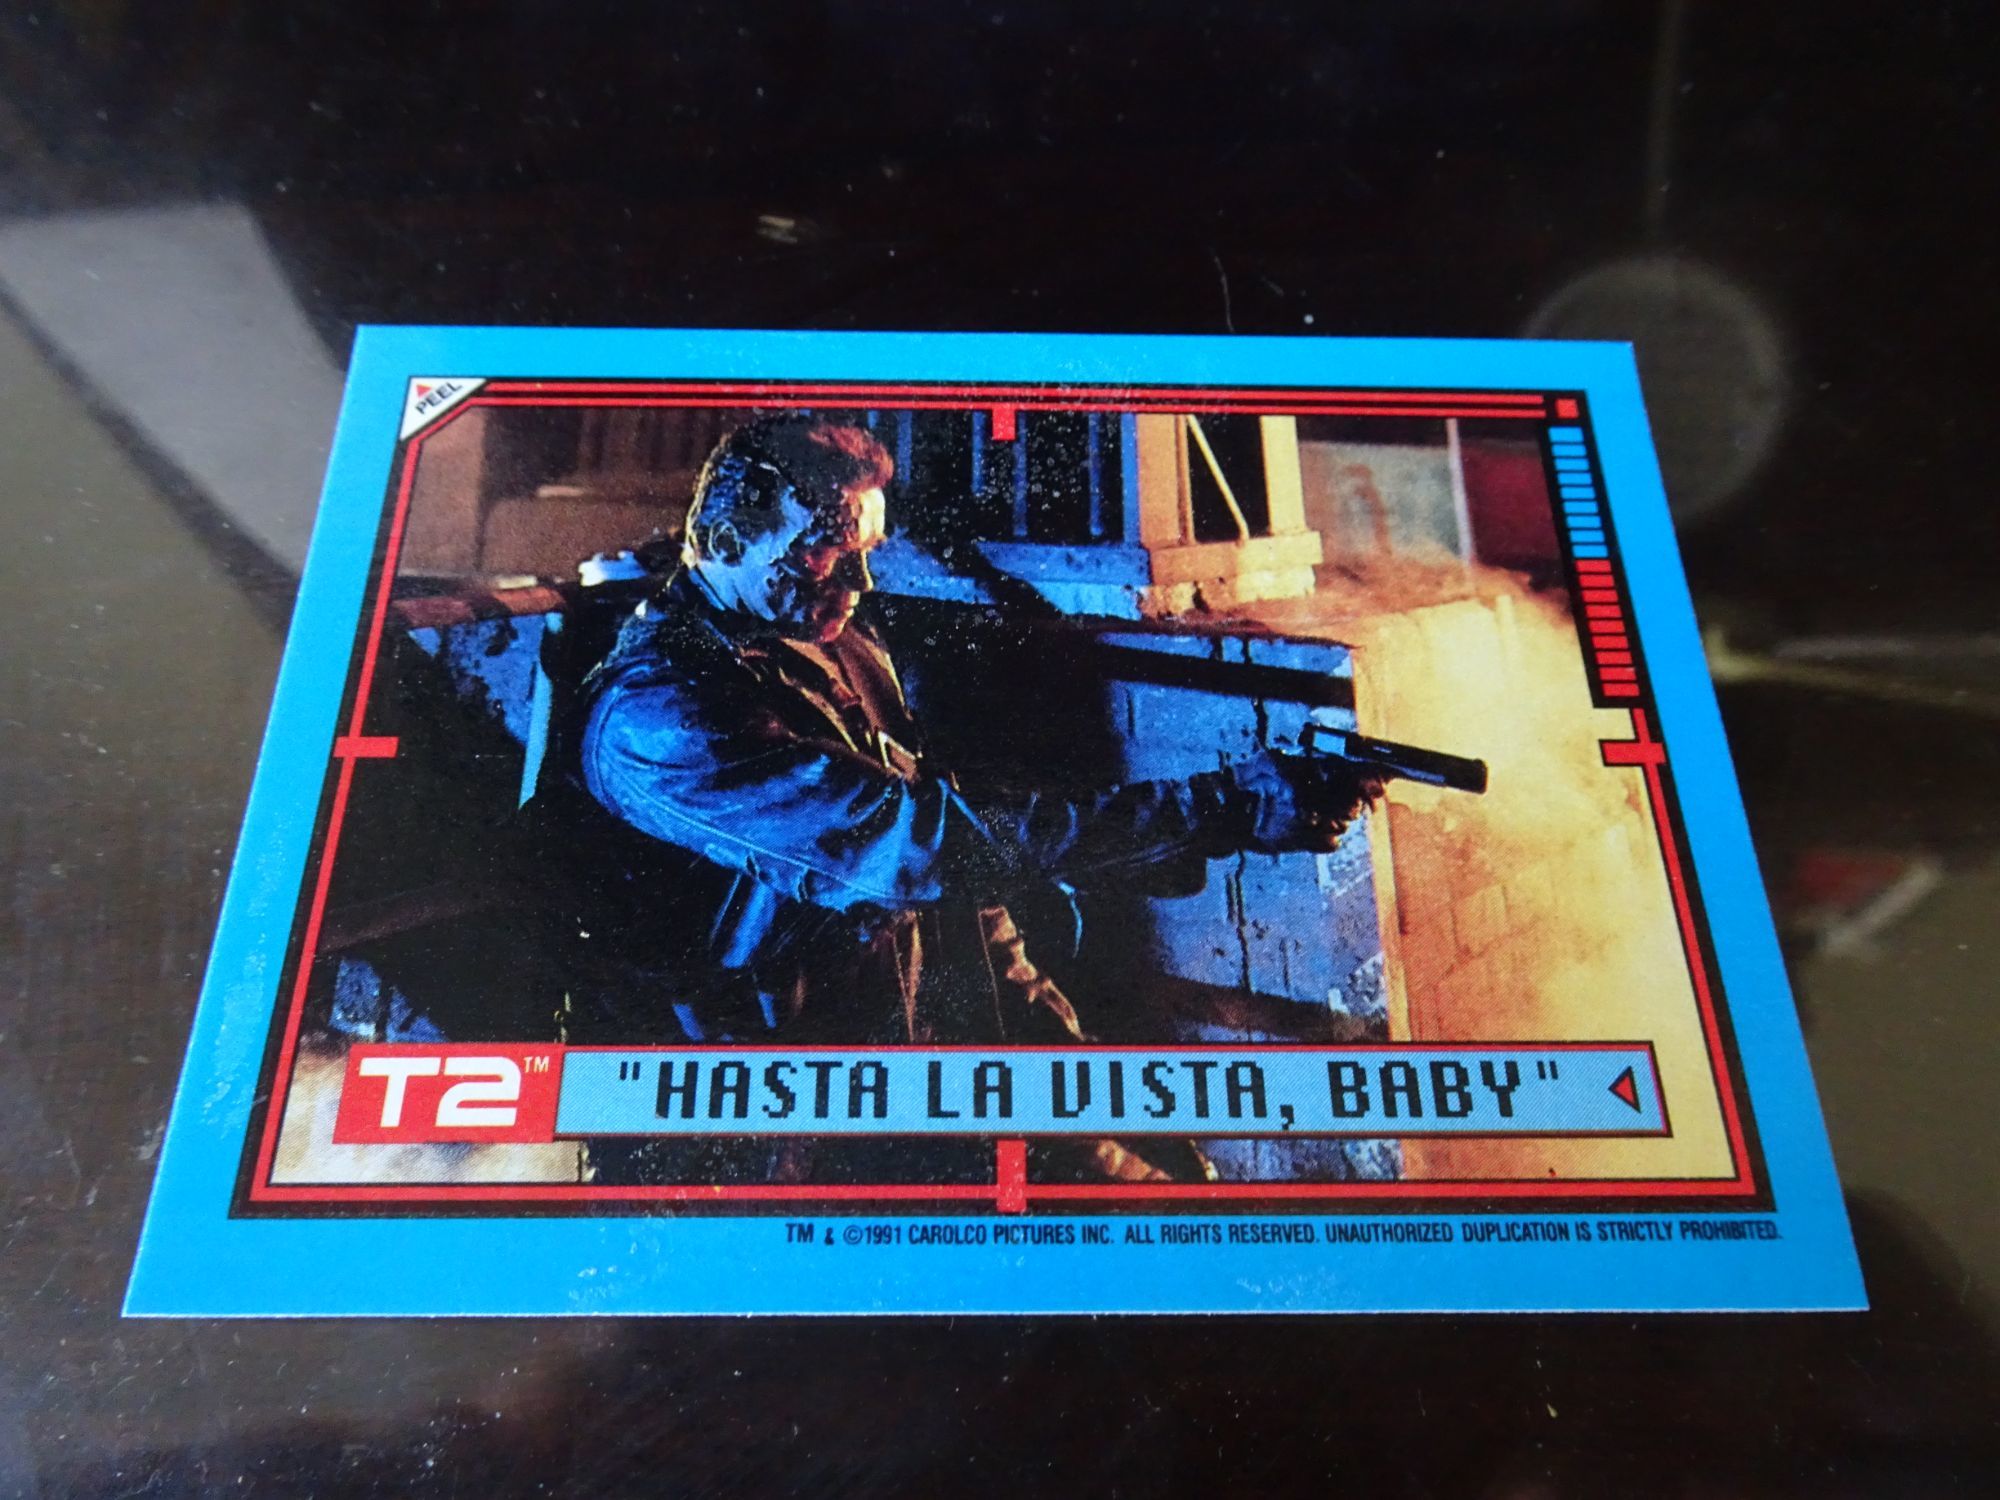 PEEL
T2™ "HASTA LA VISTA, BABY"
TM & ©1991 CAROLCO PICTURES INC. ALL RIGHTS RESERVED. UNAUTHORIZED DUPLICATION IS STRICTLY PROHIBITED.